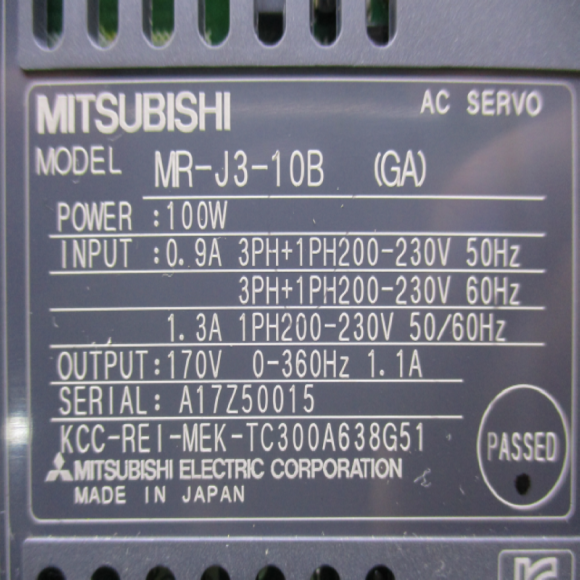 MITSUBISHI AC SERVO
MODEL MR-J3-10B (GA)
POWER :100W
INPUT :0.9A 3PH+1PH200-230V 50Hz
3PH+1PH200-230V 60Hz
1.3A 1PH200-230V 50/60Hz
OUTPUT:170V 0-360Hz 1.1A
SERIAL: A17Z50015
KCC-REI-MEK-TC300A638G51
PASSED
MITSUBISHI ELECTRIC CORPORATION
MADE IN JAPAN